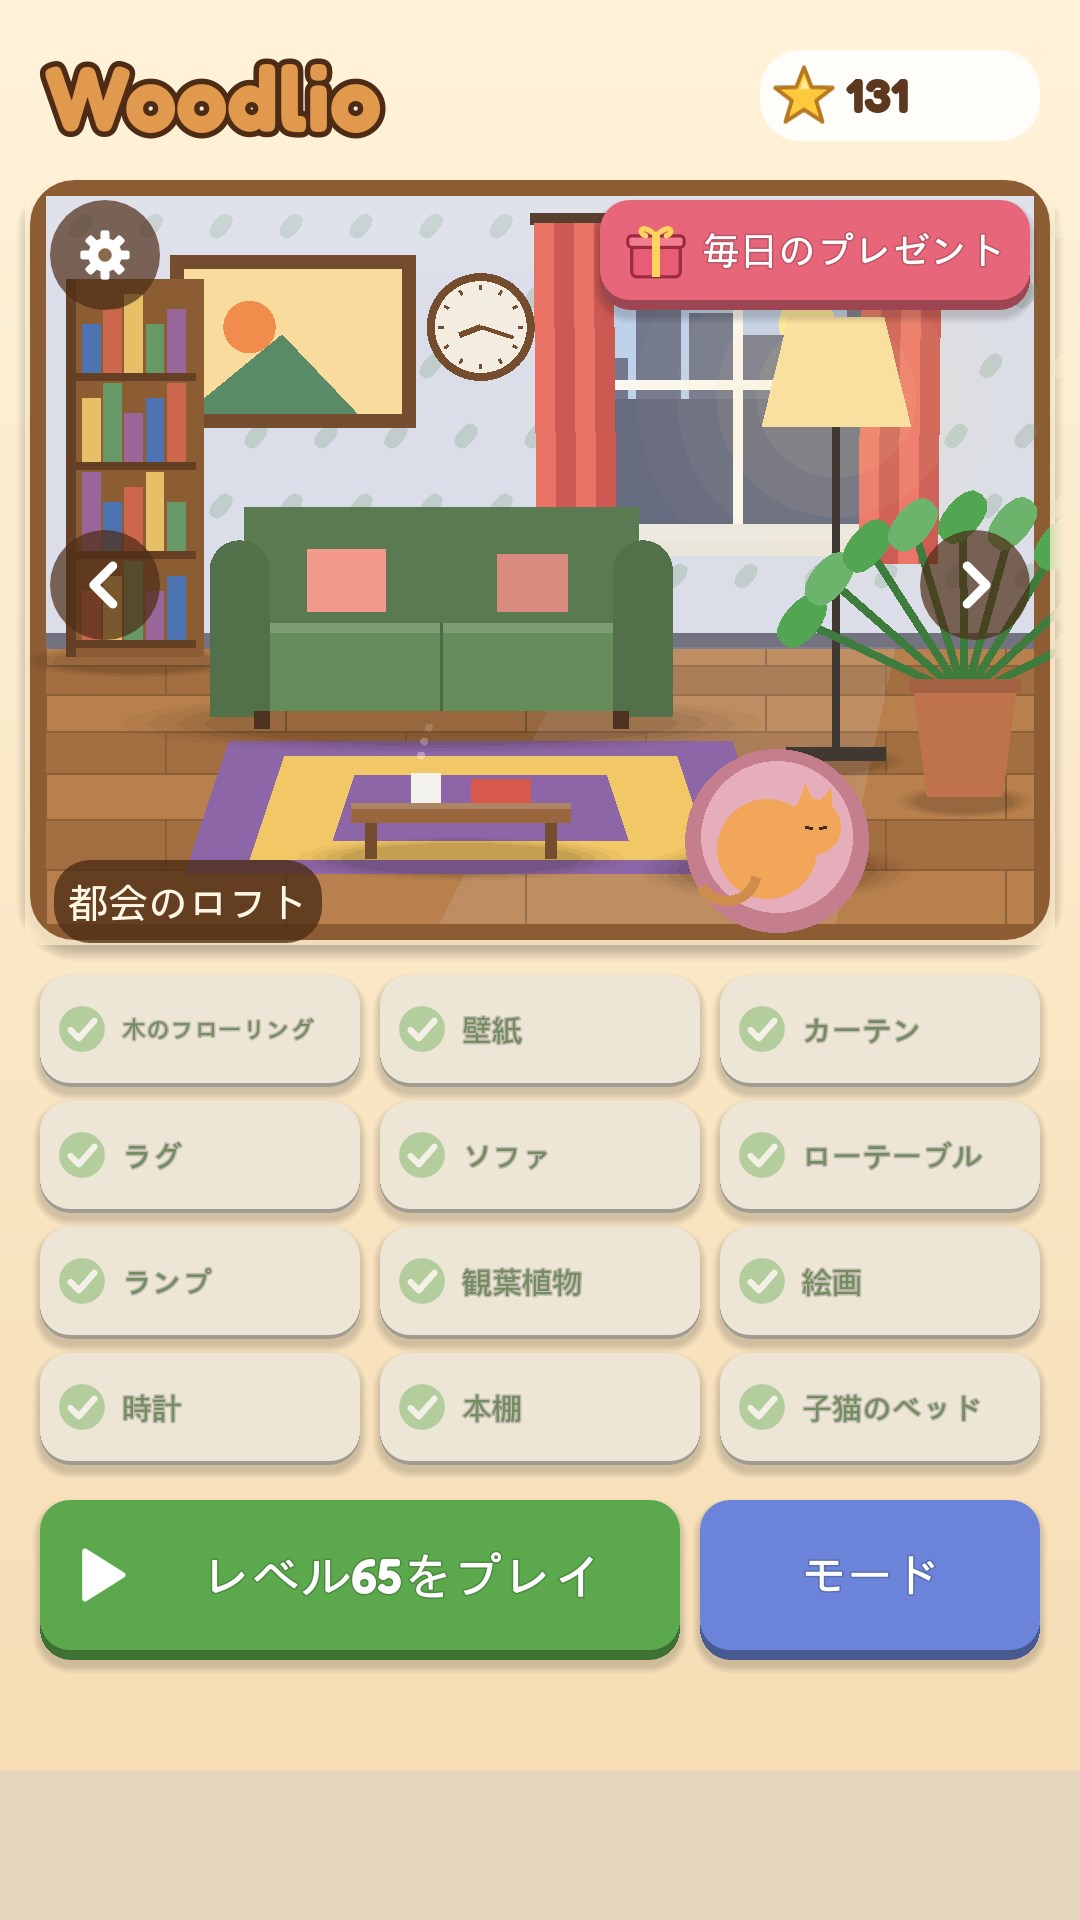 Woodlio
131
毎日のプレゼント
都会のロフト
木のフローリング
壁紙
カーテン
ラグ
ソファ
ローテーブル
ランプ
観葉植物
絵画
時計
本棚
子猫のベッド
レベル65をプレイ
モード